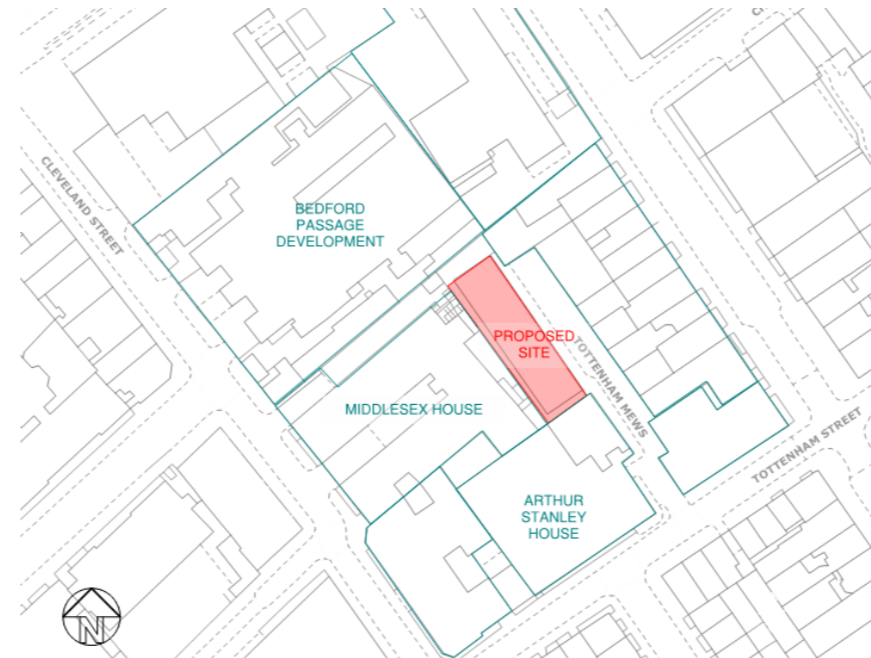 CLEVELAND STREET
BEDFORD
PASSAGE
DEVELOPMENT
PROPOSED
SITE
TOTTENHAM MEWS
MIDDLESEX HOUSE
TOTTENHAM STREET
ARTHUR
STANLEY
HOUSE
N